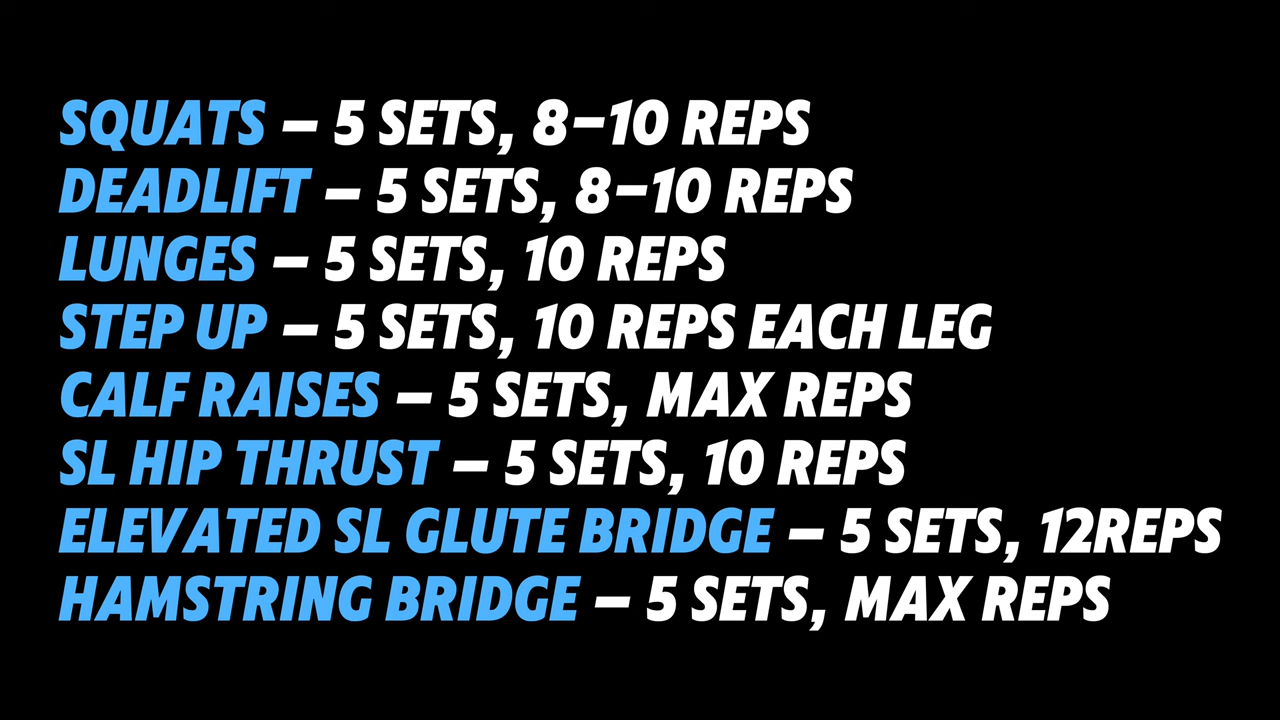 SQUATS – 5 SETS, 8–10 REPS
DEADLIFT – 5 SETS, 8–10 REPS
LUNGES – 5 SETS, 10 REPS
STEP UP – 5 SETS, 10 REPS EACH LEG
CALF RAISES – 5 SETS, MAX REPS
SL HIP THRUST – 5 SETS, 10 REPS
ELEVATED SL GLUTE BRIDGE – 5 SETS, 12REPS
HAMSTRING BRIDGE – 5 SETS, MAX REPS